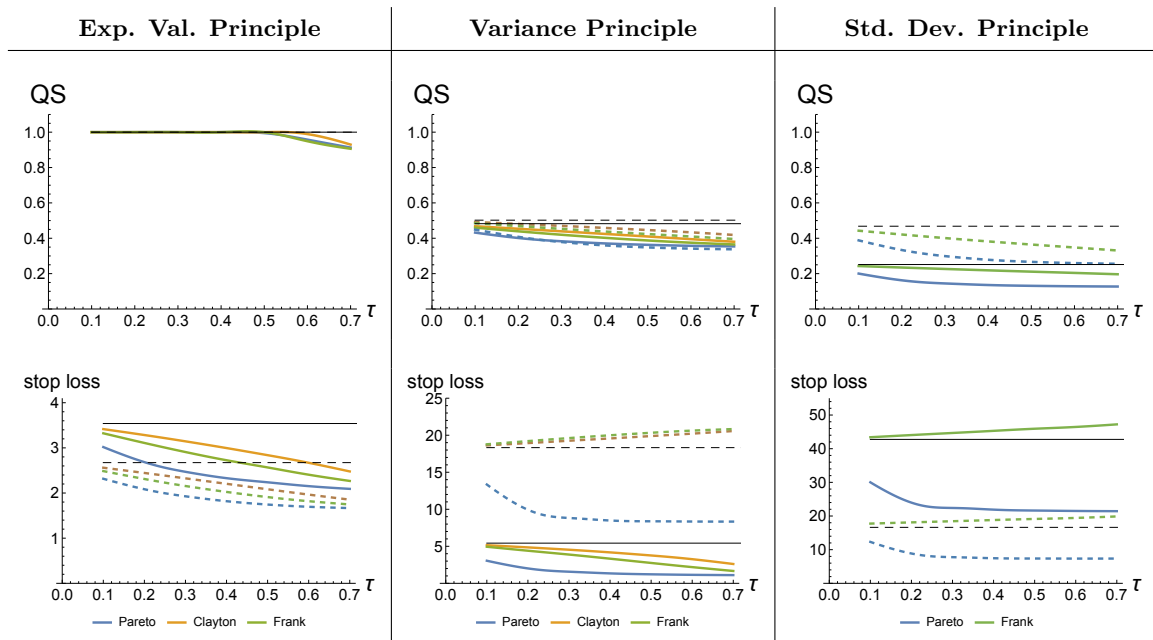 Exp. Val. Principle
Variance Principle
Std. Dev. Principle
QS
1.0
0.8
0.6
0.4
0.2
0.0 0.1 0.2 0.3 0.4 0.5 0.6 0.7 τ
QS
1.0
0.8
0.6
0.4
0.2
0.0 0.1 0.2 0.3 0.4 0.5 0.6 0.7 τ
QS
1.0
0.8
0.6
0.4
0.2
0.0 0.1 0.2 0.3 0.4 0.5 0.6 0.7 τ
stop loss
4
3
2
1
0.0 0.1 0.2 0.3 0.4 0.5 0.6 0.7 τ
Pareto Clayton Frank
stop loss
25
20
15
10
5
0.0 0.1 0.2 0.3 0.4 0.5 0.6 0.7 τ
Pareto Clayton Frank
stop loss
50
40
30
20
10
0.0 0.1 0.2 0.3 0.4 0.5 0.6 0.7 τ
Pareto Frank